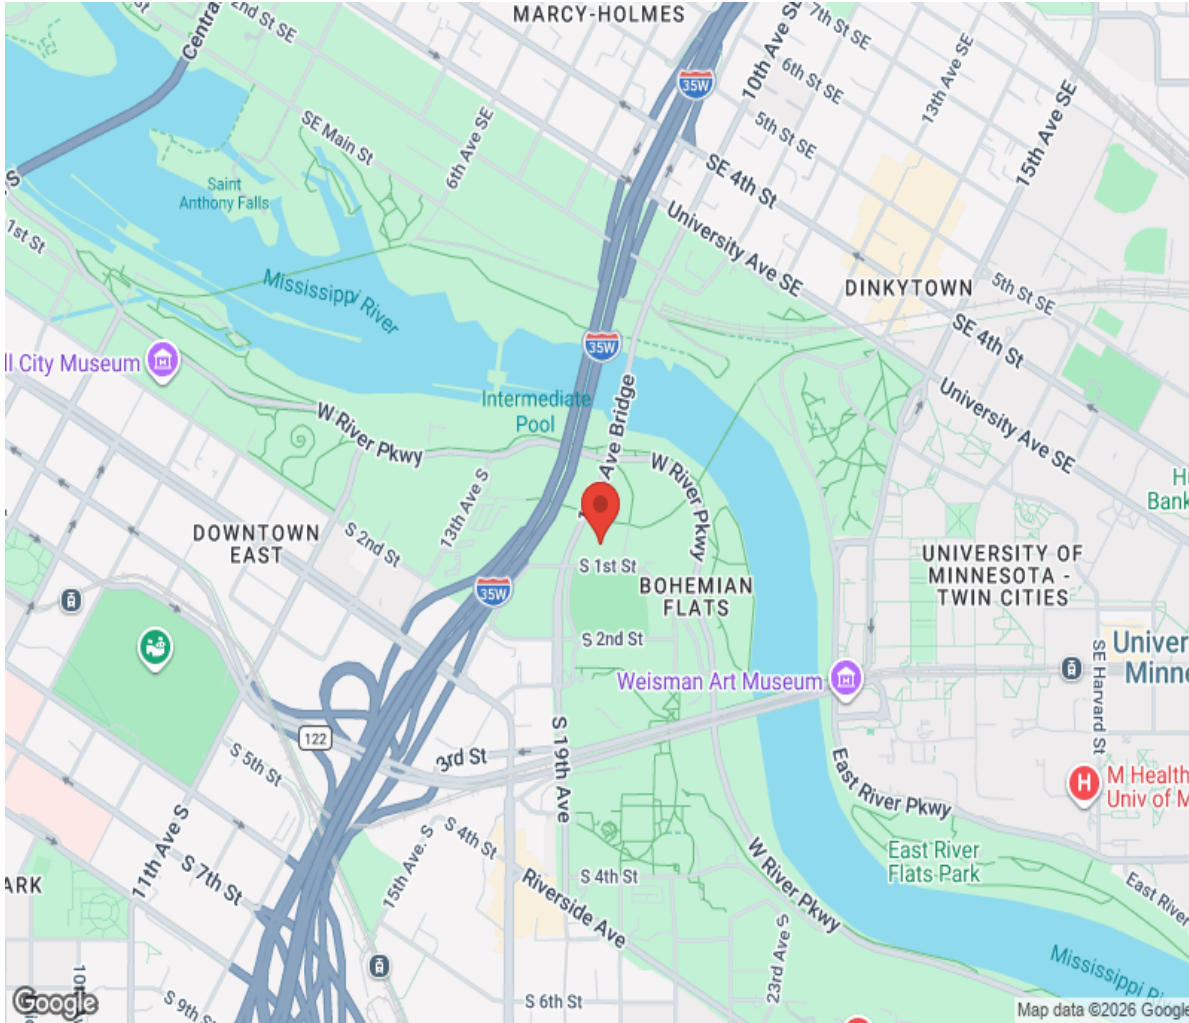 MARCY-HOLMES
2nd St SE
7th St SE
Centra
35W
10th Ave SE
6th St SE
13th Ave SE
SE Main St
6th Ave SE
5th St SE
15th Ave SE
SE 4th St
Saint
Anthony Falls
S
1st St
University Ave SE
Mississippi River
DINKYTOWN
5th St SE
SE 4th St
35W
ll City Museum
Intermediate
Pool
Ave Bridge
W River Pkwy
University Ave SE
W River Pkwy
13th Ave S
Bank
DOWNTOWN
EAST
S 2nd St
S 1st St
35W
BOHEMIAN
FLATS
UNIVERSITY OF
MINNESOTA -
TWIN CITIES
S 2nd St
Weisman Art Museum
SE Harvard St
Univer
Minne
122
3rd St
S 19th Ave
S 5th St
East River Pkwy
M Health
Univ of M
11th Ave S
S 7th St
15th Ave. S
S 4th St
S 4th St
Riverside Ave
W River Pkwy
East River
Flats Park
East River
ARK
23rd Ave S
Mississippi Ri
S 9th St
S 6th St
Google
Map data ©2026 Google